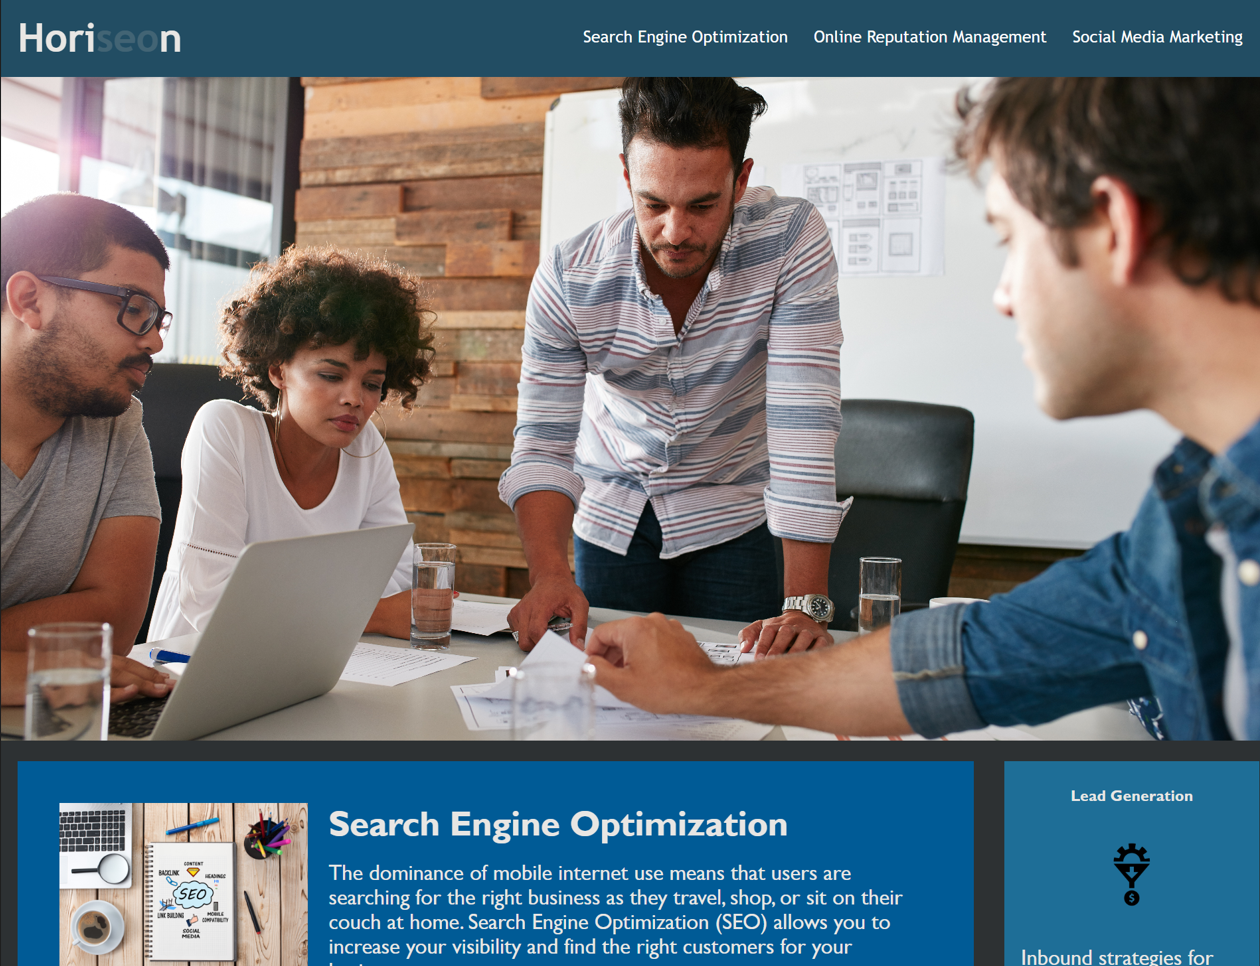 Horiseon
Search Engine Optimization
Online Reputation Management
Social Media Marketing
Search Engine Optimization
The dominance of mobile internet use means that users are
searching for the right business as they travel, shop, or sit on their
couch at home. Search Engine Optimization (SEO) allows you to
increase your visibility and find the right customers for your
CONTENT
BACKLINK
HEADINGS
SEO
LINK BUILDING
MOBILE
COMPATIBILITY
SOCIAL
MEDIA
Lead Generation
$
Inbound strategies for